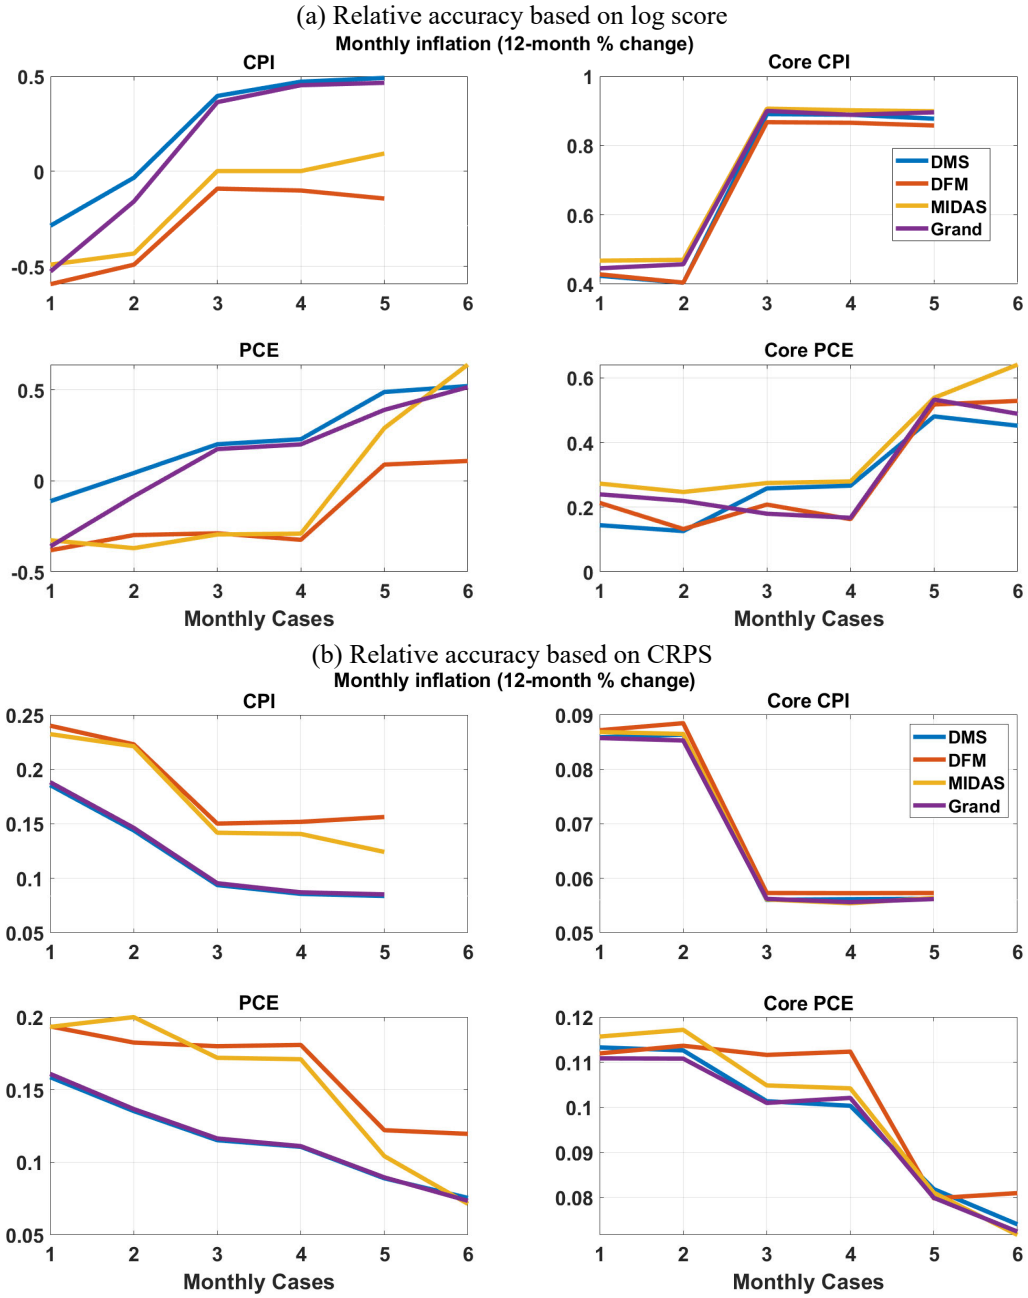 (a) Relative accuracy based on log score
Monthly inflation (12-month % change)
CPI
0.5
0
-0.5
1 2 3 4 5 6
Core CPI
1
0.8
0.6
0.4
1 2 3 4 5 6
DMS
DFM
MIDAS
Grand
PCE
0.5
0
-0.5
1 2 3 4 5 6
Monthly Cases
Core PCE
0.6
0.4
0.2
0
1 2 3 4 5 6
Monthly Cases
(b) Relative accuracy based on CRPS
Monthly inflation (12-month % change)
CPI
0.25
0.2
0.15
0.1
0.05
1 2 3 4 5 6
Core CPI
0.09
0.08
0.07
0.06
0.05
1 2 3 4 5 6
DMS
DFM
MIDAS
Grand
PCE
0.2
0.15
0.1
0.05
1 2 3 4 5 6
Monthly Cases
Core PCE
0.12
0.11
0.1
0.09
0.08
1 2 3 4 5 6
Monthly Cases